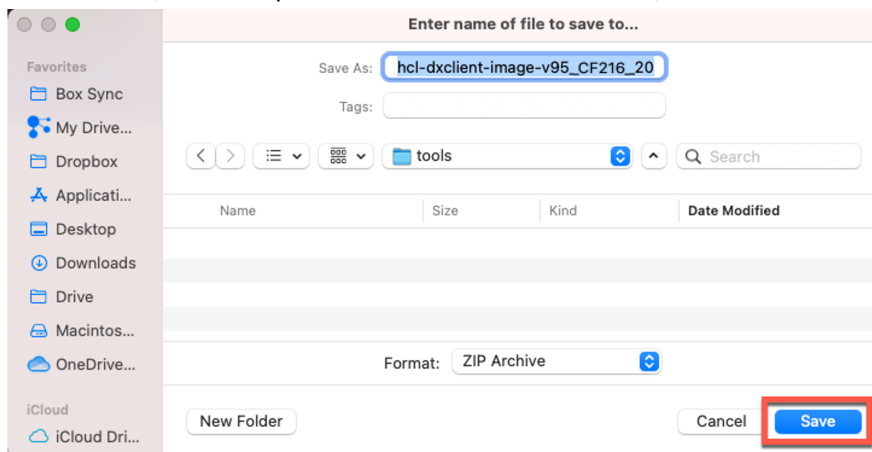 Enter name of file to save to...
Favorites
Box Sync
My Drive...
Dropbox
Applicati...
Desktop
Downloads
Drive
Macintos...
OneDrive...
iCloud
iCloud Dri...
Save As: hcl-dxclient-image-v95_CF216_20
Tags:
tools
Search
Name Size Kind Date Modified
Format: ZIP Archive
New Folder Cancel Save